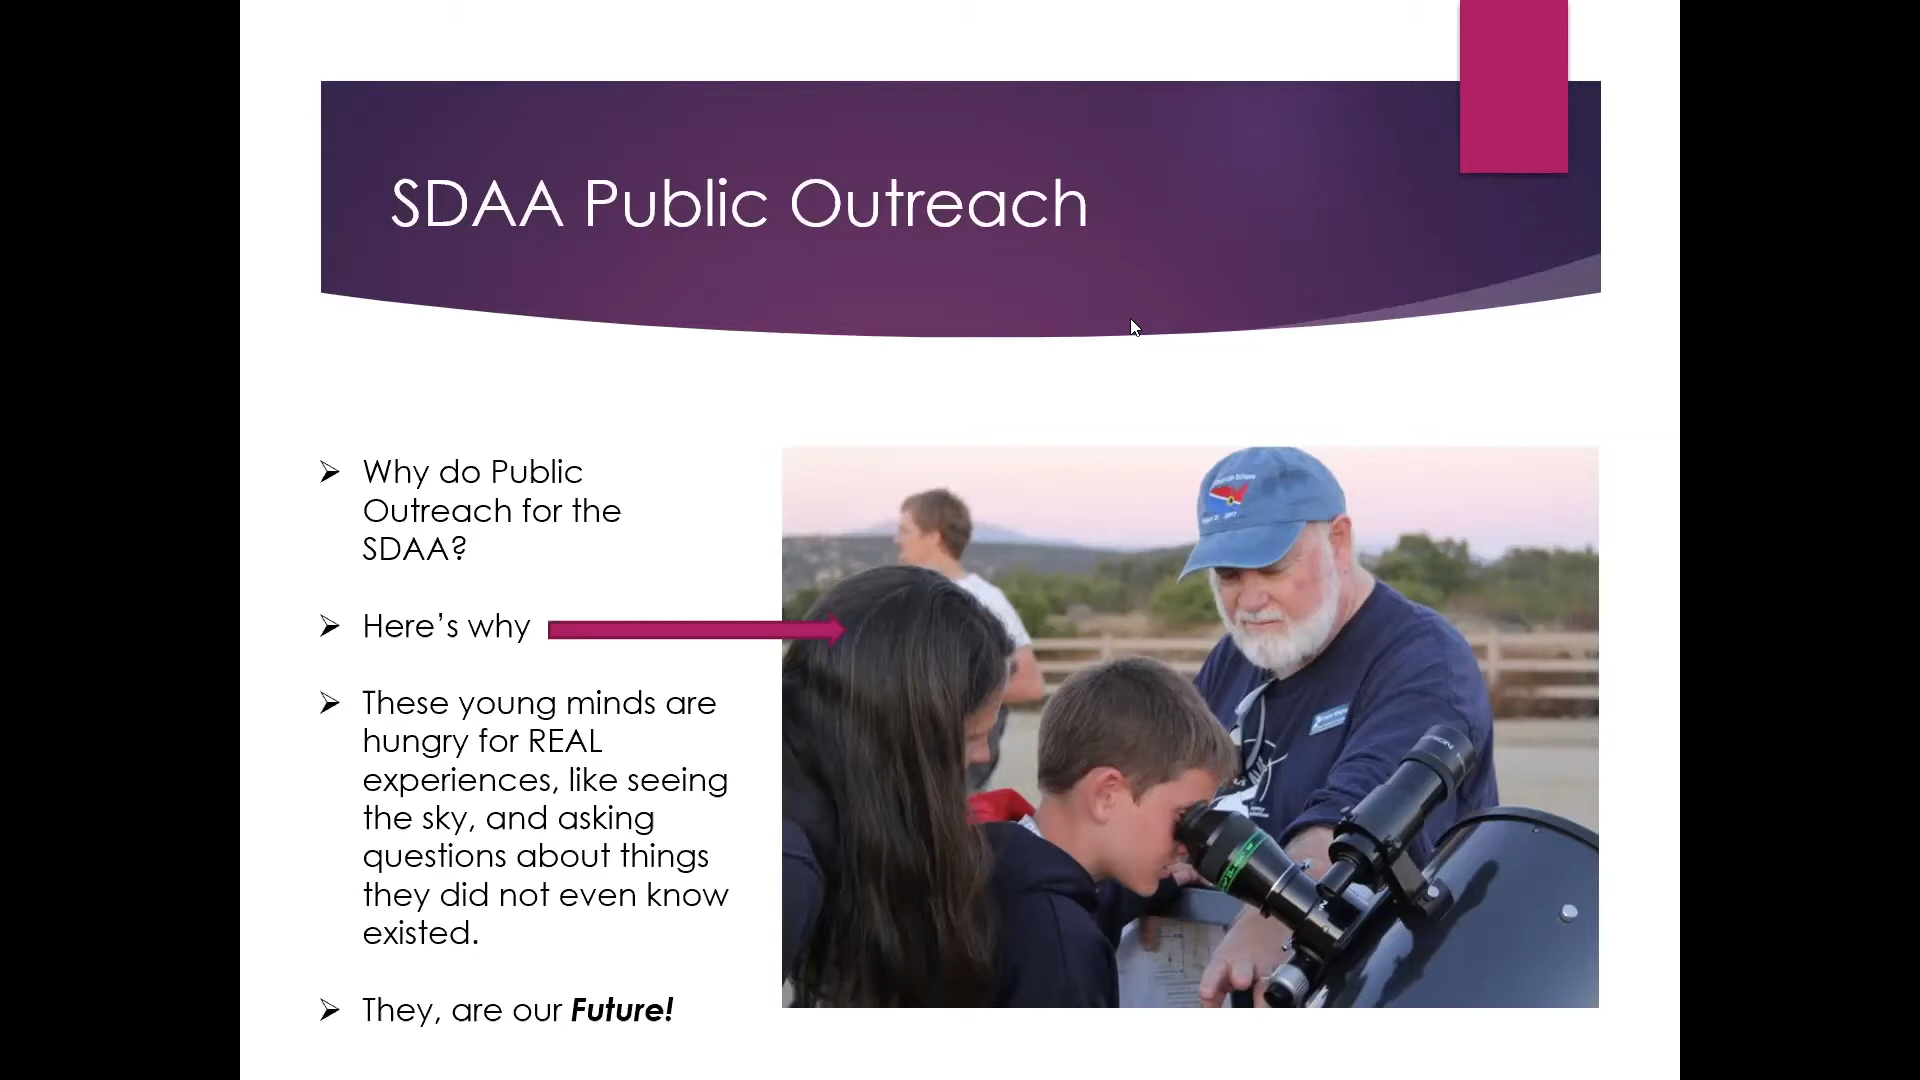 SDAA Public Outreach
Why do Public
Outreach for the
SDAA?
Here's why
These young minds are
hungry for REAL
experiences, like seeing
the sky, and asking
questions about things
they did not even know
existed.
They, are our Future!